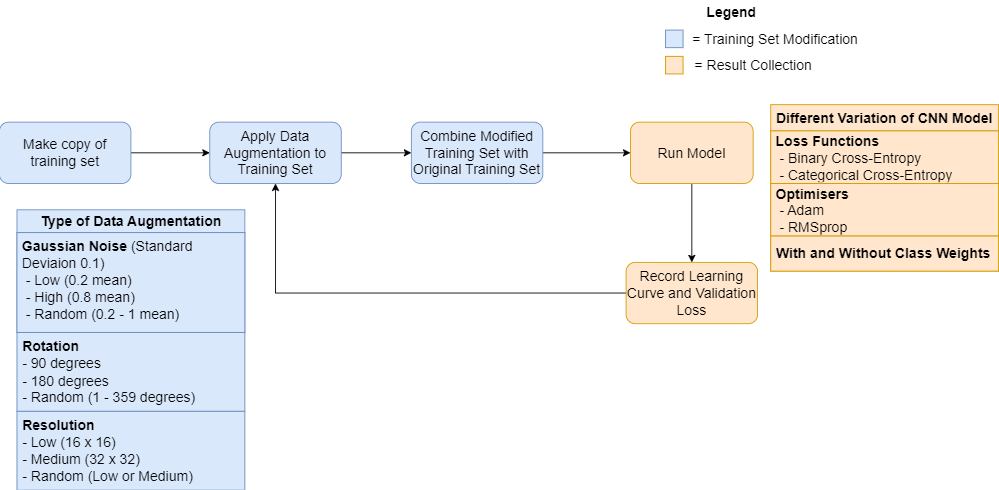 Legend
= Training Set Modification
= Result Collection
Make copy of
training set
Apply Data
Augmentation to
Training Set
Combine Modified
Training Set with
Original Training Set
Run Model
Record Learning
Curve and Validation
Loss
Different Variation of CNN Model
Loss Functions
- Binary Cross-Entropy
- Categorical Cross-Entropy
Optimisers
- Adam
- RMSprop
With and Without Class Weights
Type of Data Augmentation
Gaussian Noise (Standard
Deviaion 0.1)
- Low (0.2 mean)
- High (0.8 mean)
- Random (0.2 - 1 mean)
Rotation
- 90 degrees
- 180 degrees
- Random (1 - 359 degrees)
Resolution
- Low (16 x 16)
- Medium (32 x 32)
- Random (Low or Medium)